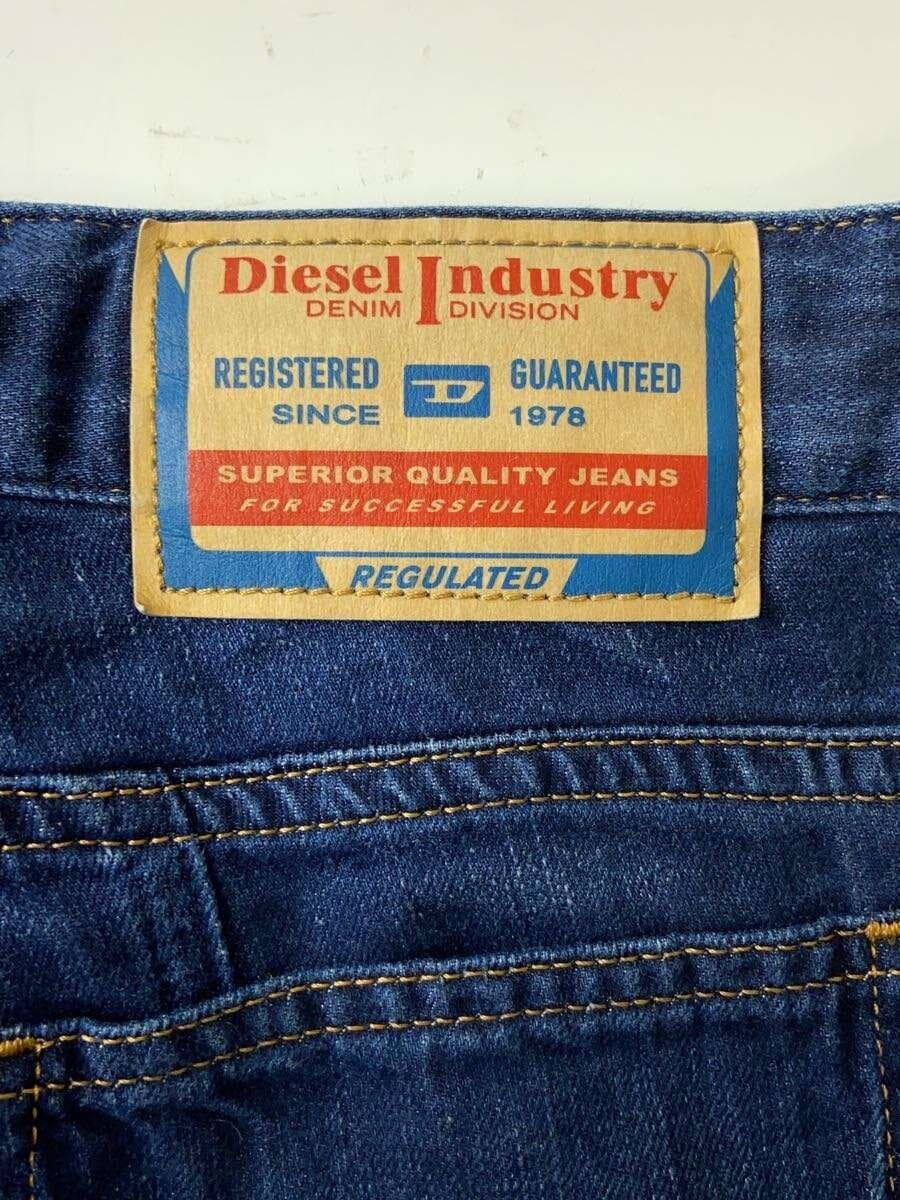 Diesel Industry
DENIM DIVISION
REGISTERED D GUARANTEED
SINCE 1978
SUPERIOR QUALITY JEANS
FOR SUCCESSFUL LIVING
REGULATED